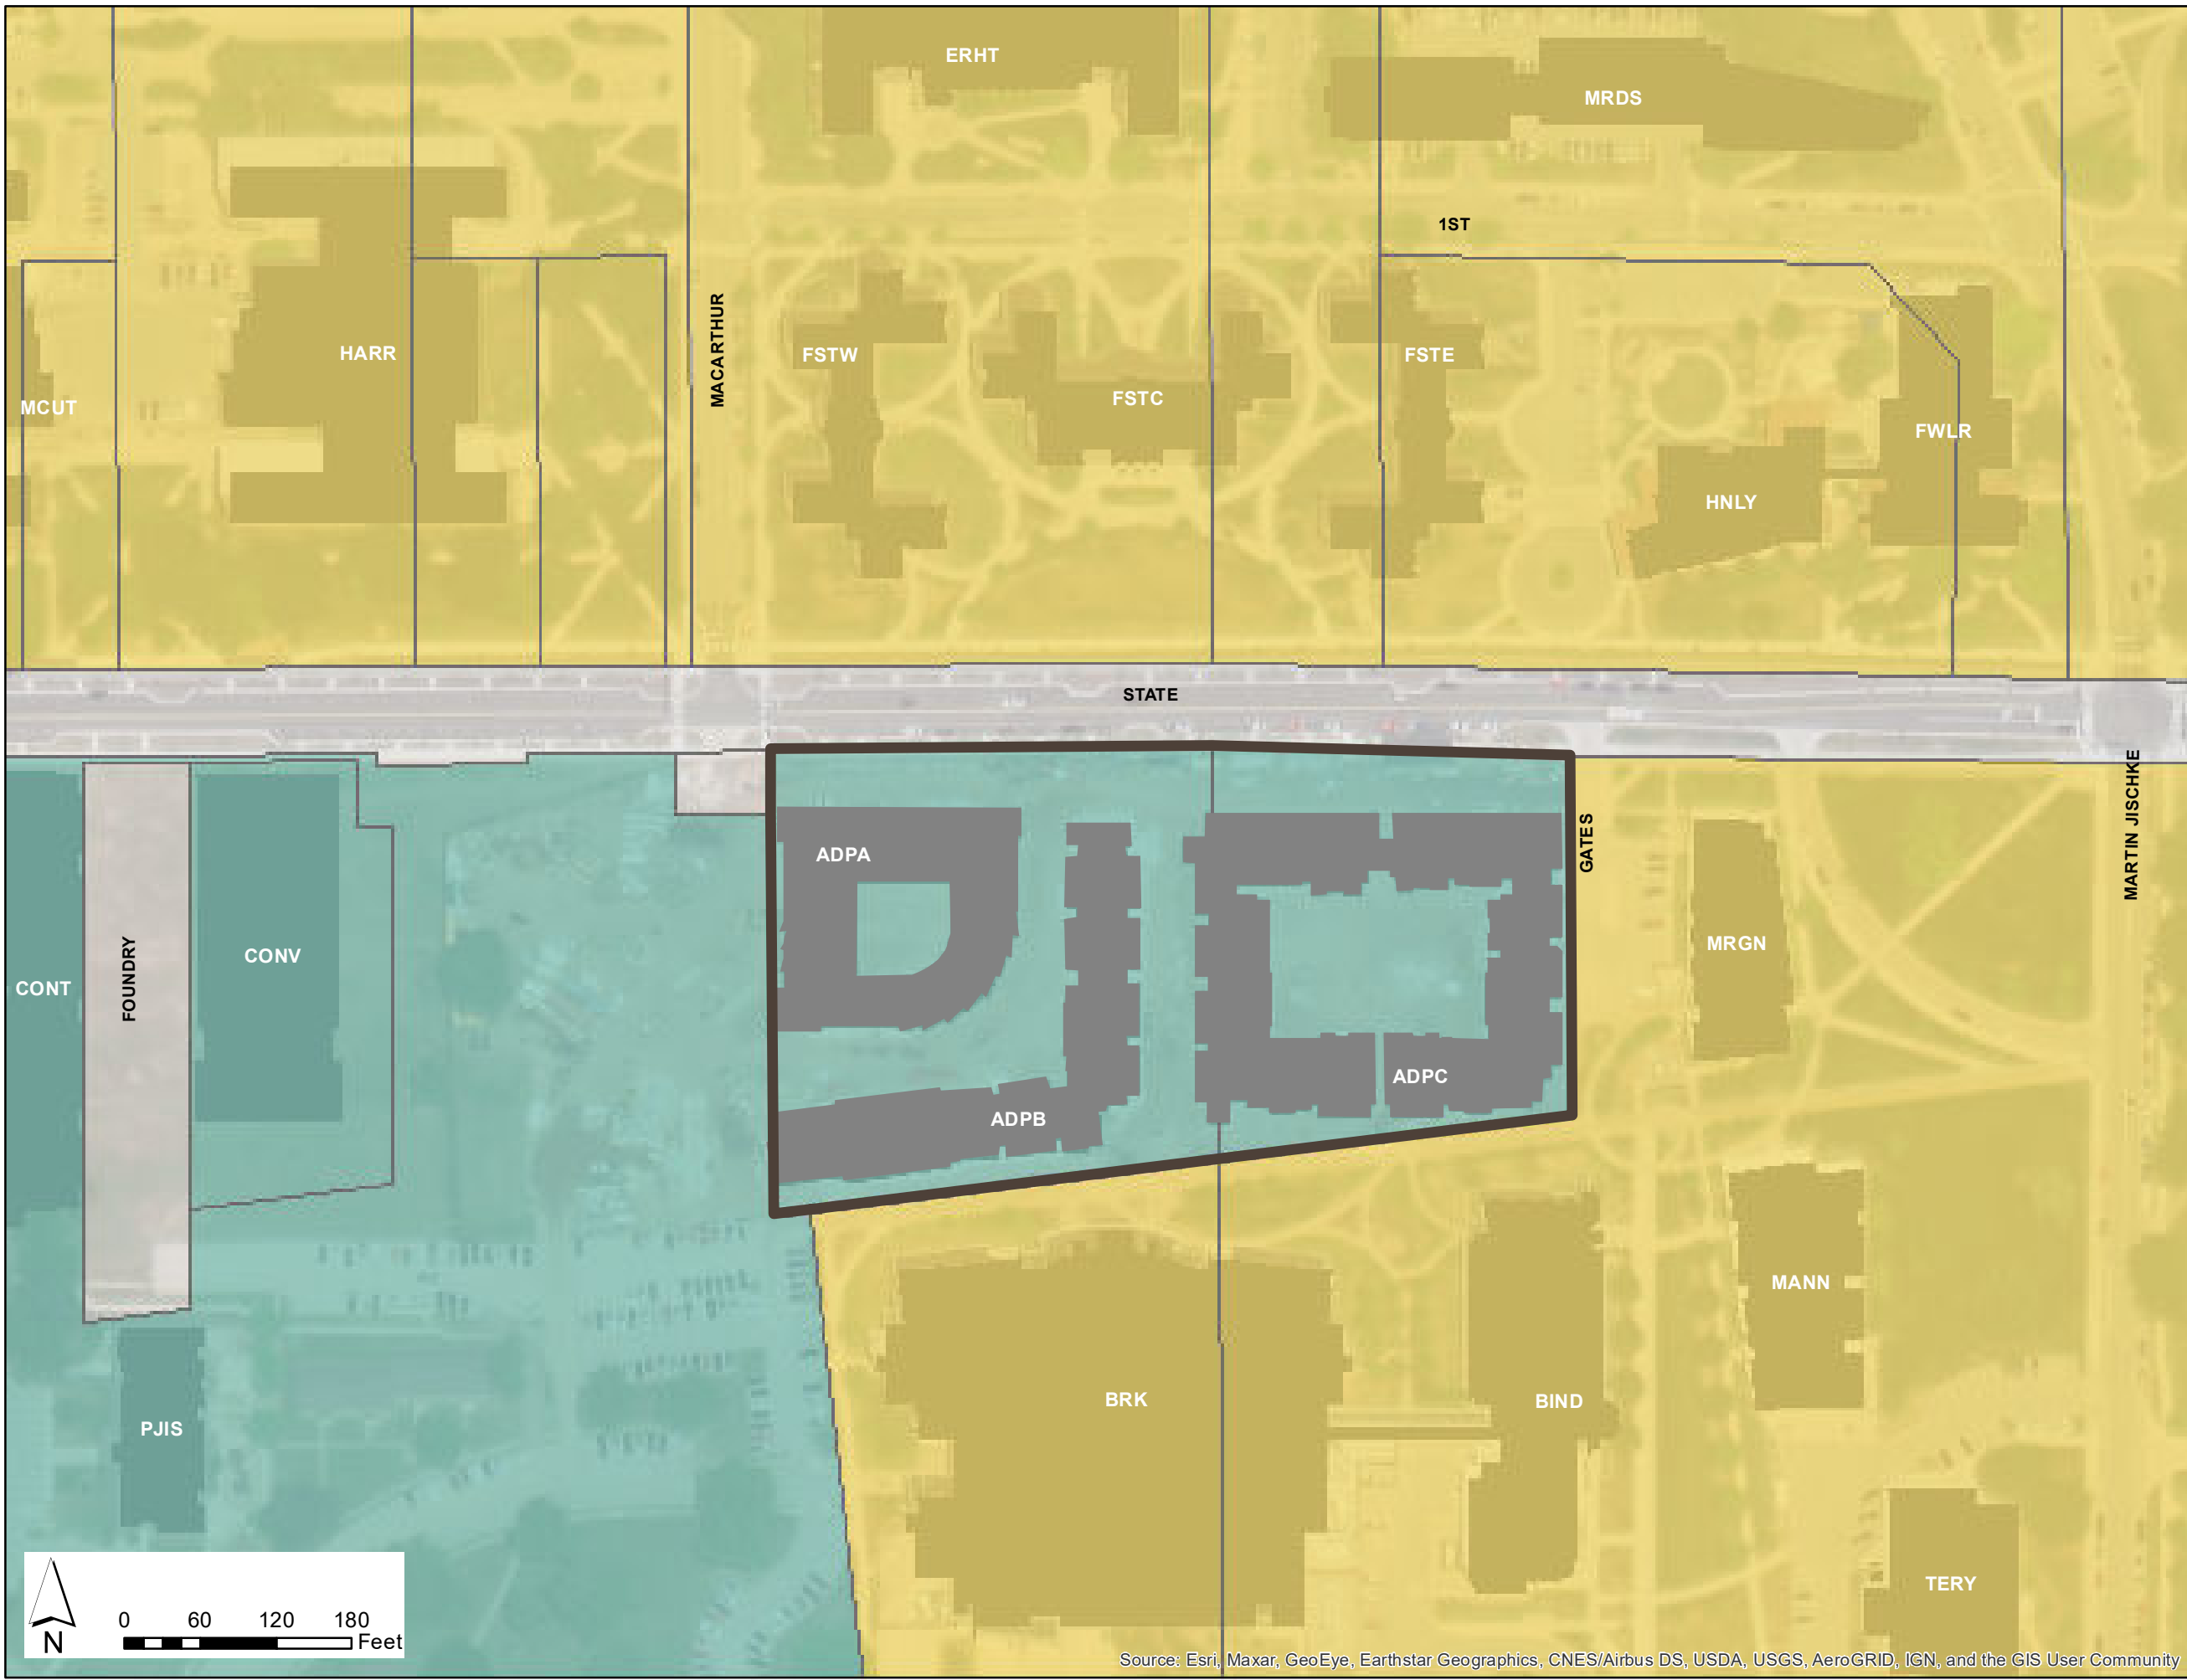 ERHT
MRDS
1ST
MACARTHUR
HARR
FSTW
FSTE
FSTC
MCUT
FWLR
HNLY
STATE
MARTIN JISCHKE
GATES
ADPA
MRGN
CONV
FOUNDRY
CONT
ADPC
ADPB
MANN
BRK
BIND
PJIS
TERY
N
0 60 120 180
Feet
Source: Esri, Maxar, GeoEye, Earthstar Geographics, CNES/Airbus DS, USDA, USGS, AeroGRID, IGN, and the GIS User Community